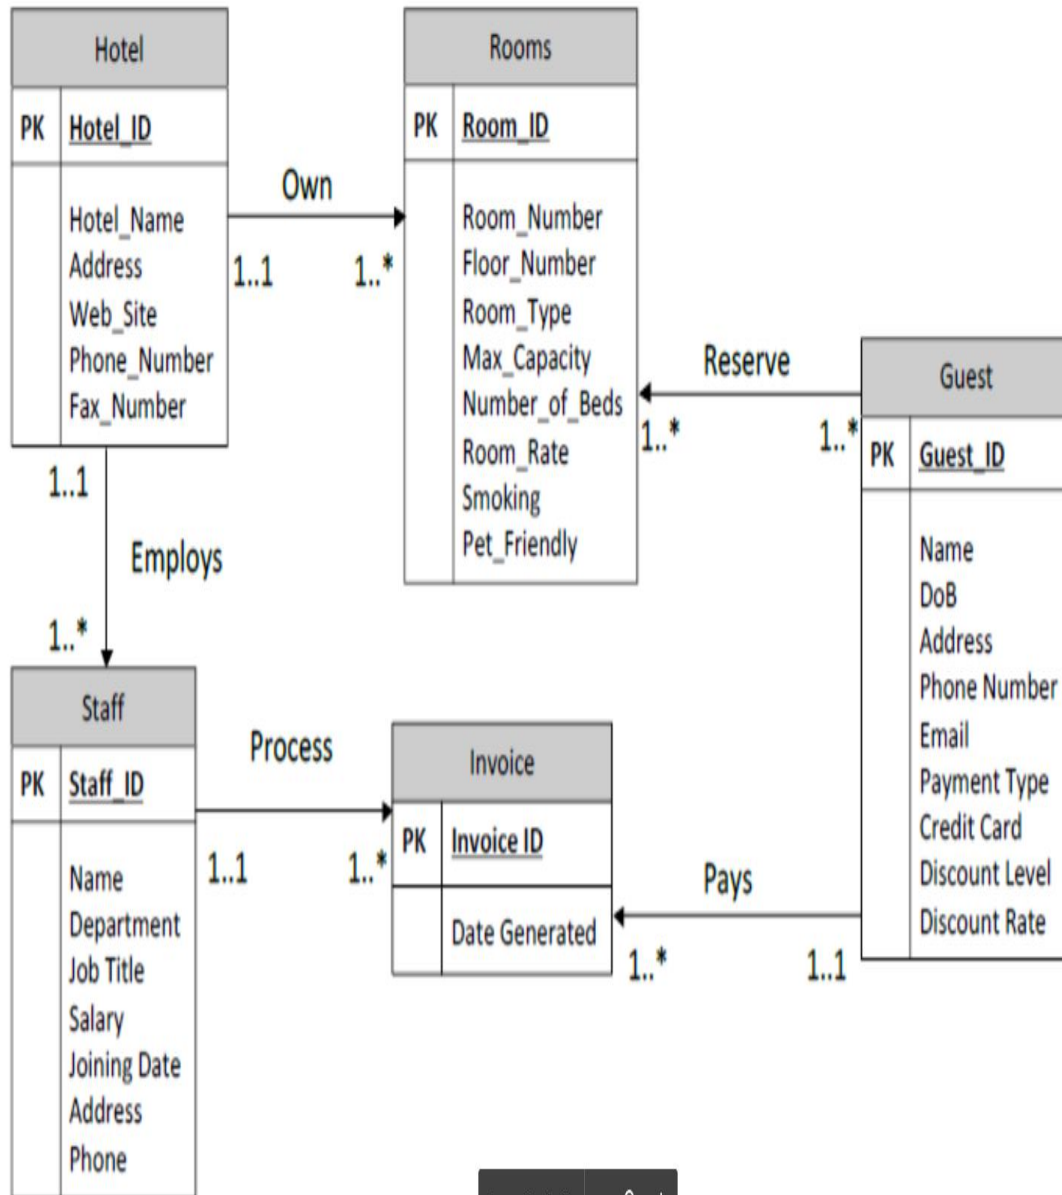 Hotel
PK Hotel_ID
Hotel_Name
Address
Web_Site
Phone_Number
Fax_Number
Own
1..1 1..*
Rooms
PK Room_ID
Room_Number
Floor_Number
Room_Type
Max_Capacity
Number_of_Beds
Room_Rate
Smoking
Pet_Friendly
Reserve
1..* 1..*
Guest
PK Guest_ID
Name
DoB
Address
Phone Number
Email
Payment Type
Credit Card
Discount Level
Discount Rate
1..1
Employs
1..*
Staff
PK Staff_ID
Name
Department
Job Title
Salary
Joining Date
Address
Phone
Process
1..1 1..*
Invoice
PK Invoice ID
Date Generated
Pays
1..* 1..1